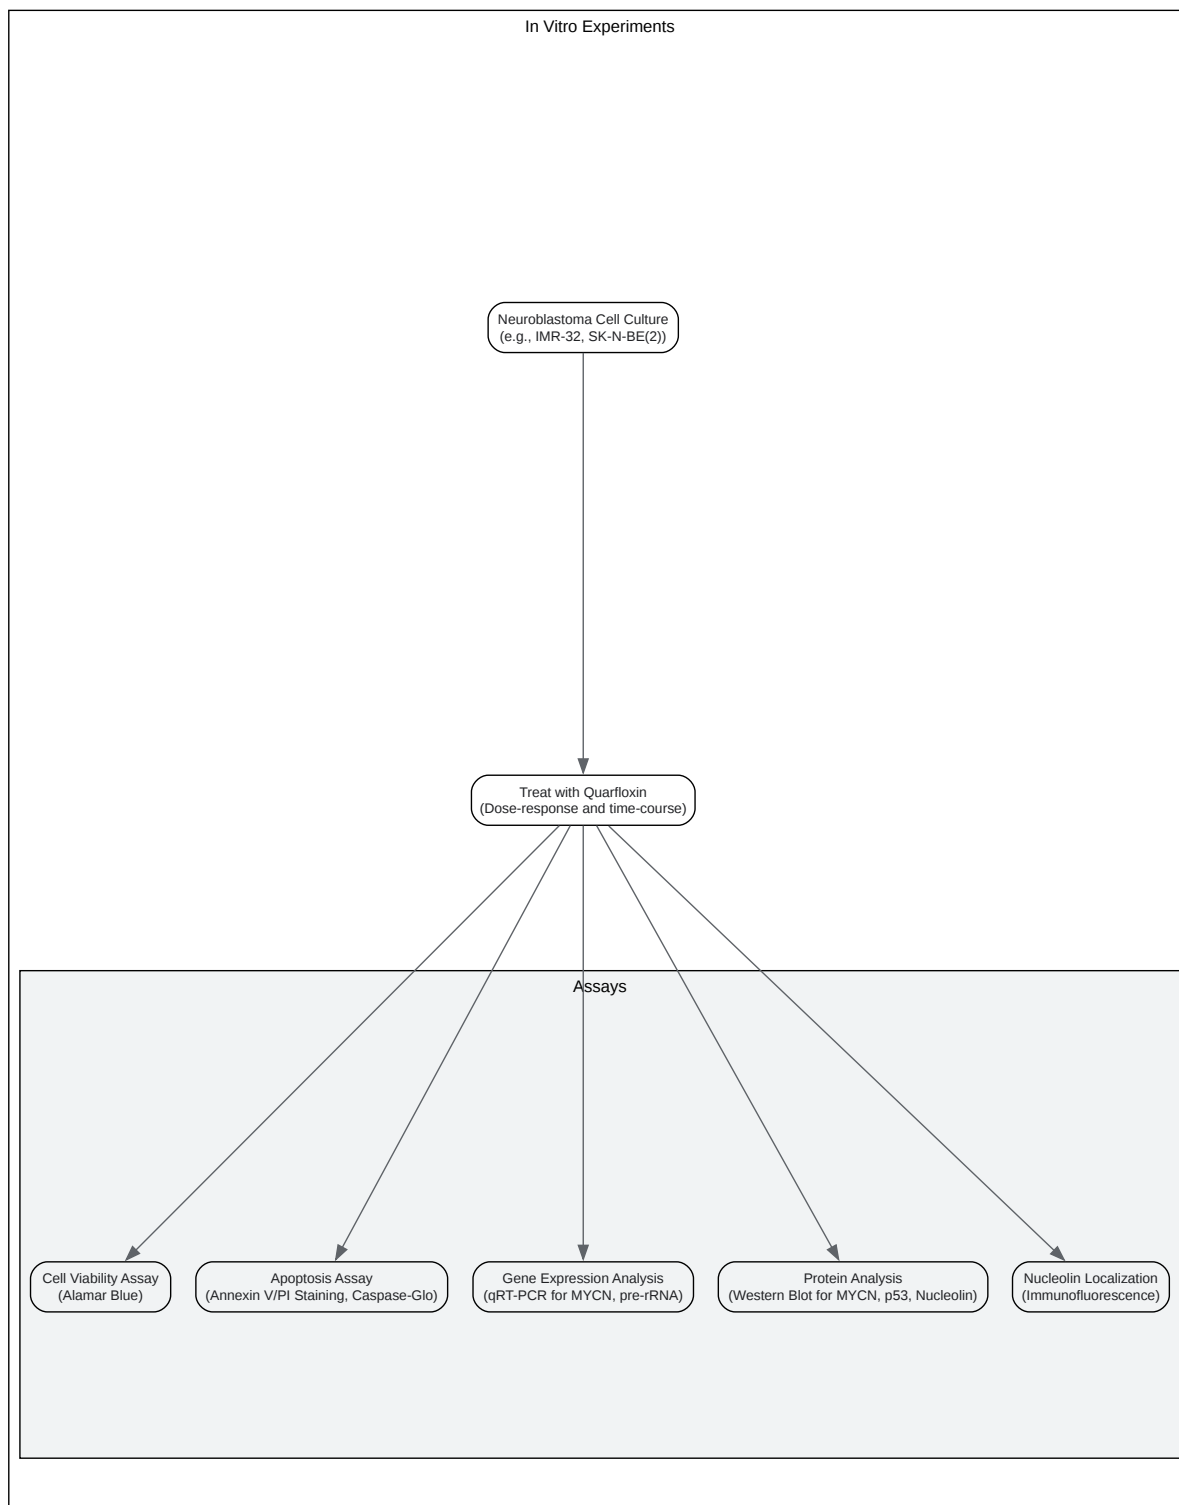 In Vitro Experiments
Neuroblastoma Cell Culture
(e.g., IMR-32, SK-N-BE(2))
Treat with Quarfloxin
(Dose-response and time-course)
Assays
Cell Viability Assay
(Alamar Blue)
Apoptosis Assay
(Annexin V/PI Staining, Caspase-Glo)
Gene Expression Analysis
(qRT-PCR for MYCN, pre-rRNA)
Protein Analysis
(Western Blot for MYCN, p53, Nucleolin)
Nucleolin Localization
(Immunofluorescence)